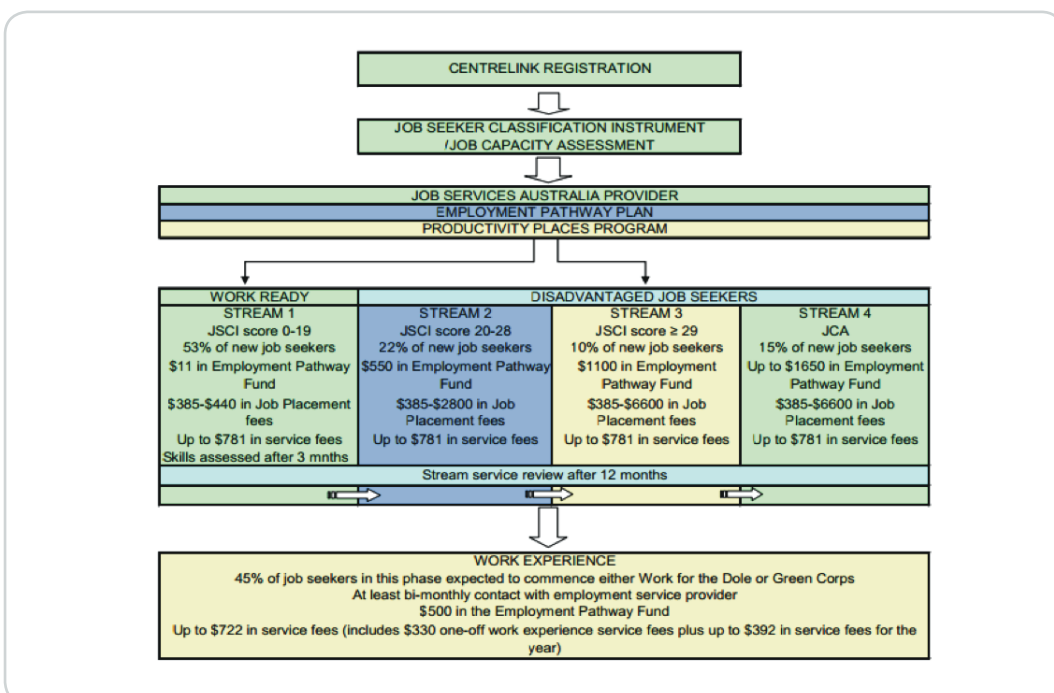 CENTRELINK REGISTRATION
JOB SEEKER CLASSIFICATION INSTRUMENT
/JOB CAPACITY ASSESSMENT
JOB SERVICES AUSTRALIA PROVIDER
EMPLOYMENT PATHWAY PLAN
PRODUCTIVITY PLACES PROGRAM
WORK READY
DISADVANTAGED JOB SEEKERS
STREAM 1
JSCI score 0-19
53% of new job seekers
$11 in Employment Pathway
Fund
$385-$440 in Job Placement
fees
Up to $781 in service fees
Skills assessed after 3 mnths
STREAM 2
JSCI score 20-28
22% of new job seekers
$550 in Employment Pathway
Fund
$385-$2800 in Job
Placement fees
Up to $781 in service fees
STREAM 3
JSCI score ≥ 29
10% of new job seekers
$1100 in Employment
Pathway Fund
$385-$6600 in Job
Placement fees
Up to $781 in service fees
STREAM 4
JCA
15% of new job seekers
Up to $1650 in Employment
Pathway Fund
$385-$6600 in Job
Placement fees
Up to $781 in service fees
Stream service review after 12 months
WORK EXPERIENCE
45% of job seekers in this phase expected to commence either Work for the Dole or Green Corps
At least bi-monthly contact with employment service provider
$500 in the Employment Pathway Fund
Up to $722 in service fees (includes $330 one-off work experience service fees plus up to $392 in service fees for the
year)